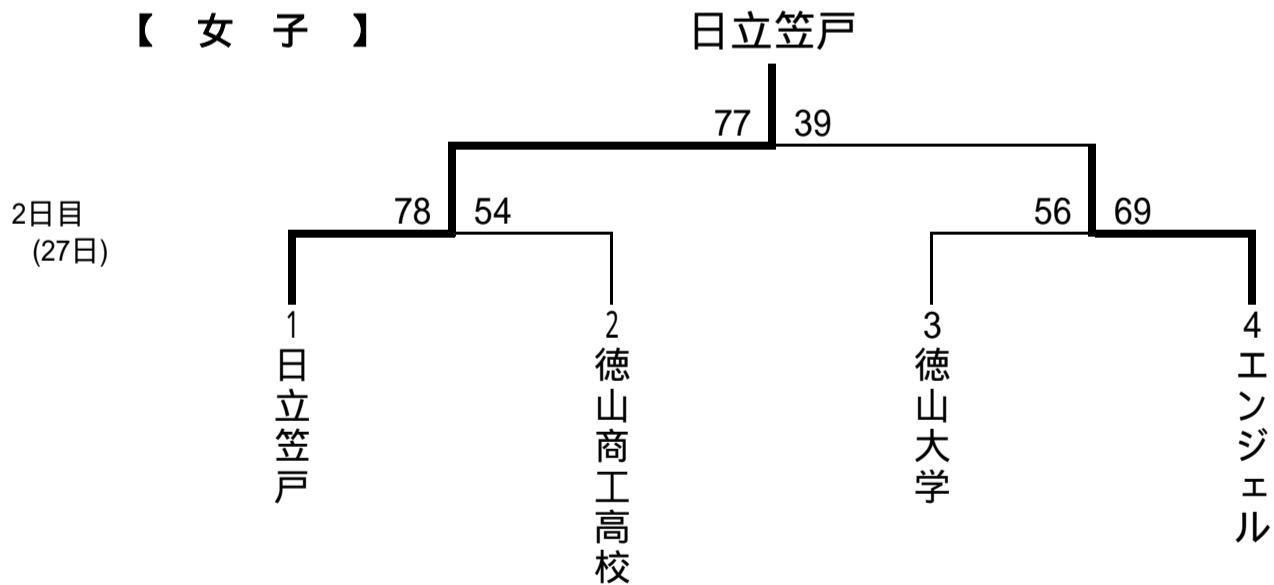 【　女　子　】
日立笠戸
77 39
2日目
(27日)
78 54
56 69
1
日立笠戸
2
徳山商工高校
3
徳山大学
4
エンジェル